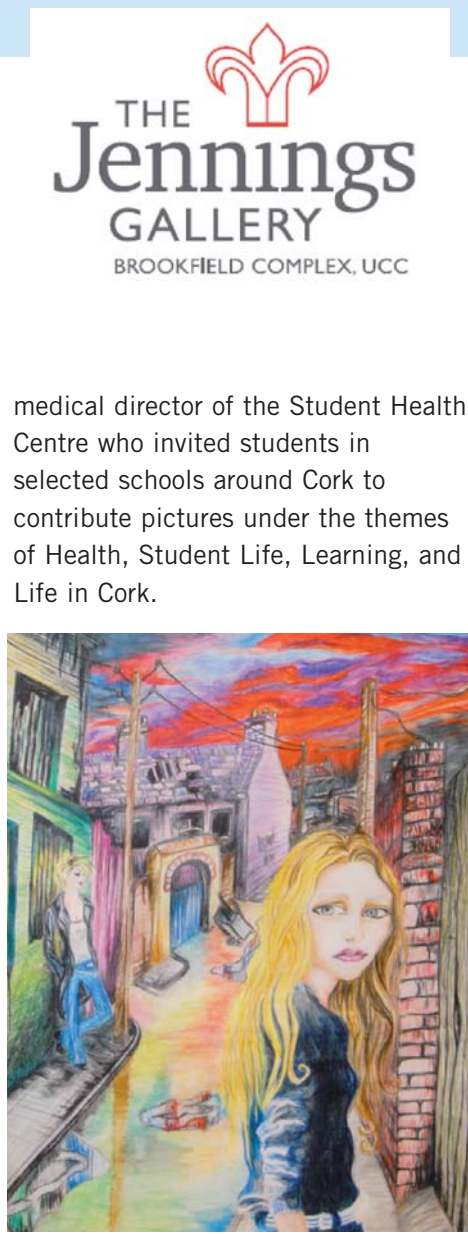 THE
Jennings
GALLERY
BROOKFIELD COMPLEX, UCC
medical director of the Student Health
Centre who invited students in
selected schools around Cork to
contribute pictures under the themes
of Health, Student Life, Learning, and
Life in Cork.